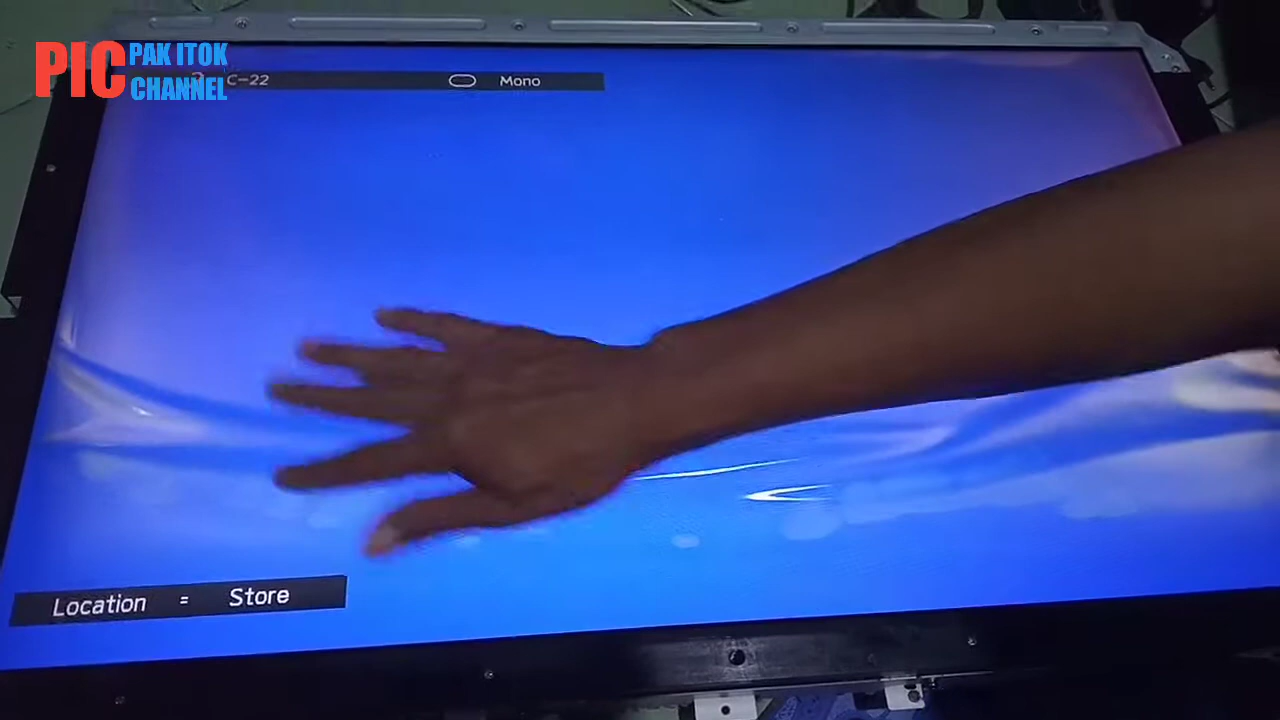 PIC PAK ITOK
CHANNEL
C-22 Mono
Location = Store